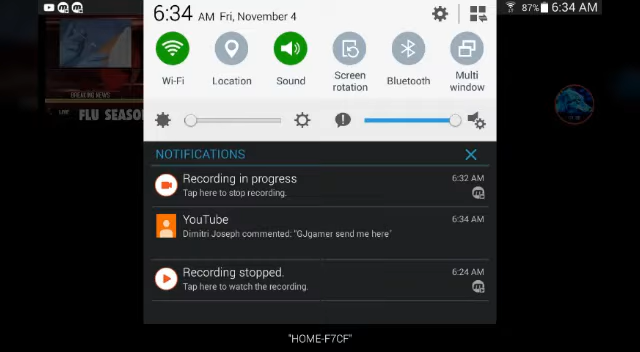 6:34 AM Fri, November 4
87% 6:34 AM
Wi-Fi
Location
Sound
Screen
rotation
Bluetooth
Multi
window
BREAKING NEWS
LIVE FLU SEASO
NOTIFICATIONS
Recording in progress 6:32 AM
Tap here to stop recording.
YouTube 6:34 AM
Dimitri Joseph commented: "GJgamer send me here"
Recording stopped. 6:24 AM
Tap here to watch the recording.
"HOME-F7CF"